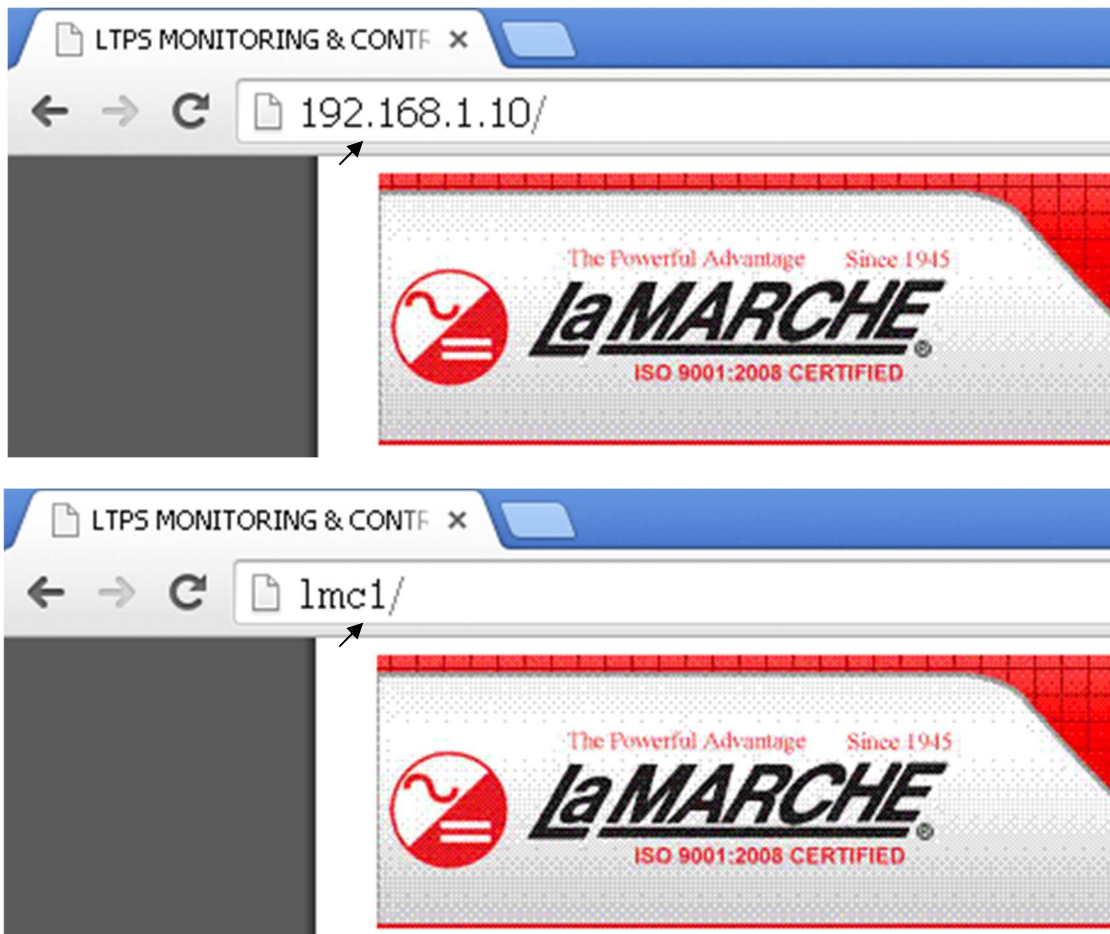 LTPS MONITORING & CONTR
192.168.1.10/
The Powerful Advantage Since 1945
LaMARCHE®
ISO 9001:2008 CERTIFIED
LTPS MONITORING & CONTR
lmc1/
The Powerful Advantage Since 1945
LaMARCHE®
ISO 9001:2008 CERTIFIED